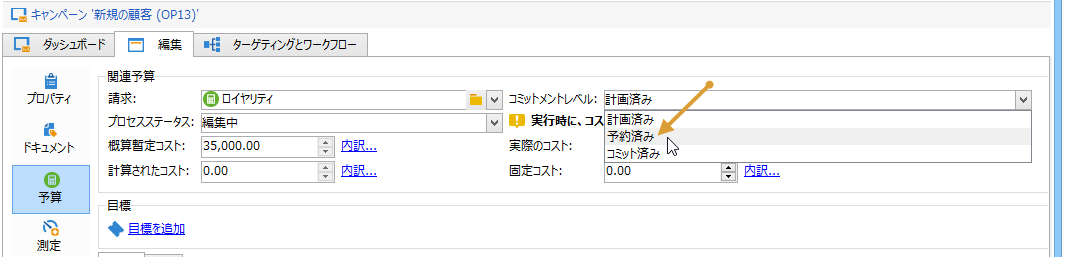 キャンペーン '新規の顧客 (OP13)'
ダッシュボード 編集 ターゲティングとワークフロー
プロパティ
ドキュメント
予算
測定
関連予算
請求: ロイヤリティ コミットメントレベル: 計画済み
プロセスステータス: 編集中 実行時に、コス
計画済み
予約済み
コミット済み
概算暫定コスト: 35,000.00 内訳... 実際のコスト:
計算されたコスト: 0.00 内訳... 固定コスト: 0.00 内訳...
目標
目標を追加